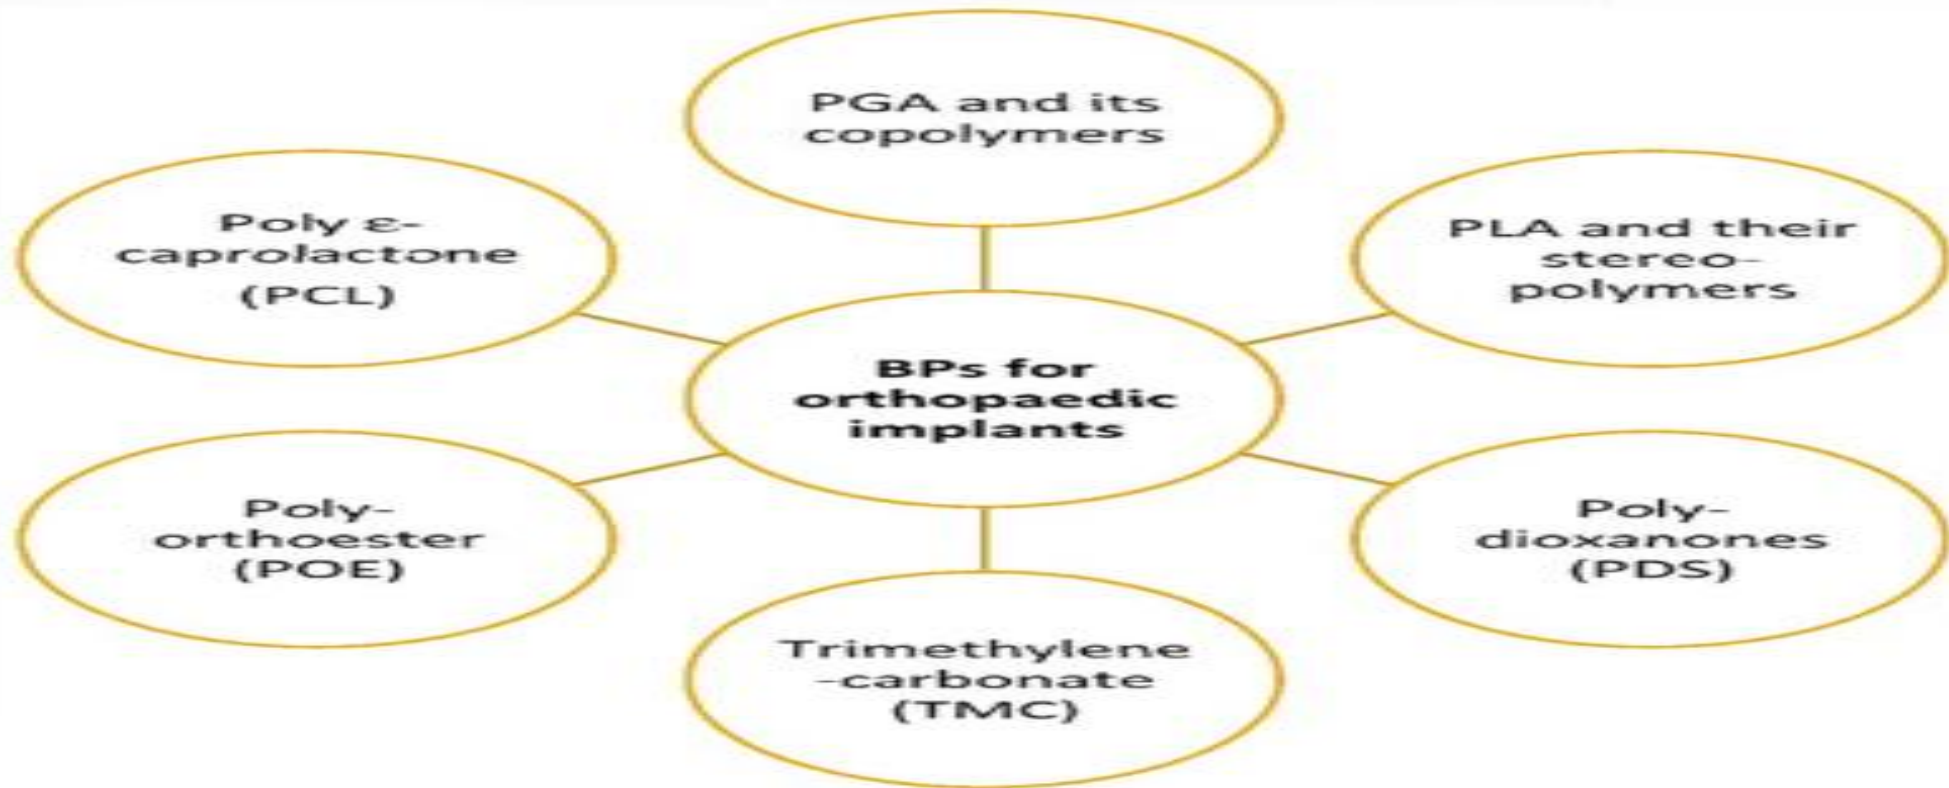 PGA and its
copolymers
PLA and their
stereo-
polymers
Poly-
dioxanones
(PDS)
Trimethylene
-carbonate
(TMC)
Poly-
orthoester
(POE)
Poly ε-
caprolactone
(PCL)
BPs for
orthopaedic
implants